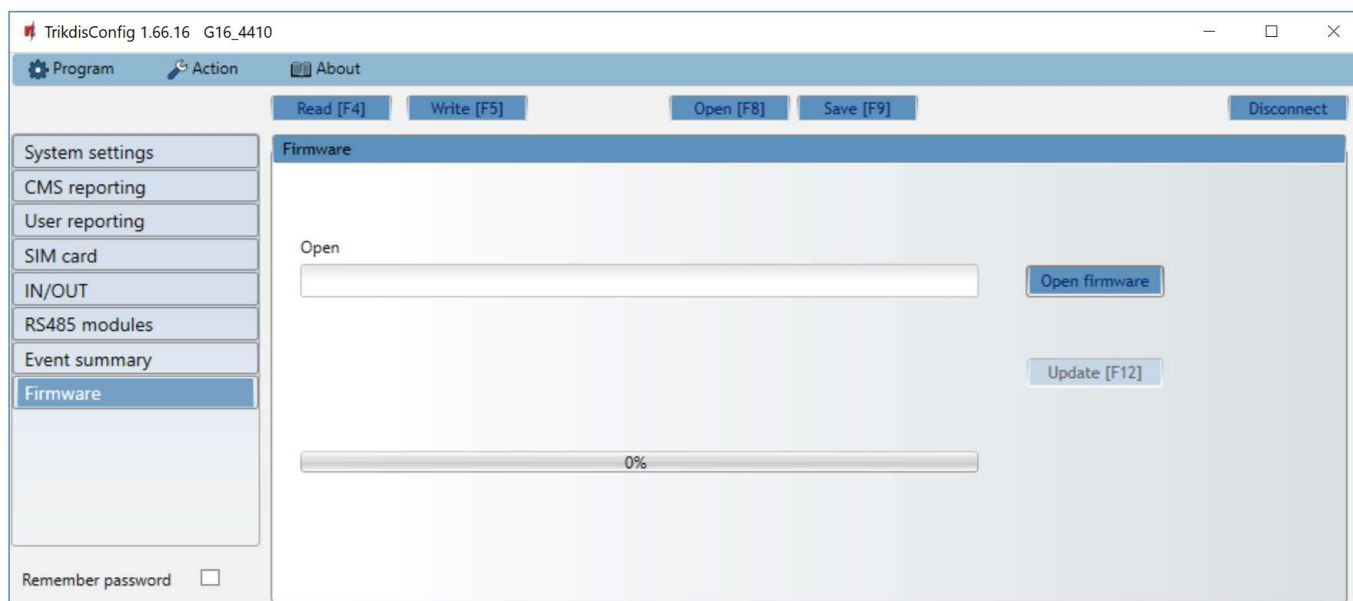 TrikdisConfig 1.66.16 G16_4410
Program Action About
Read [F4] Write [F5] Open [F8] Save [F9] Disconnect
System settings
CMS reporting
User reporting
SIM card
IN/OUT
RS485 modules
Event summary
Firmware
Remember password
Firmware
Open
Open firmware
Update [F12]
0%